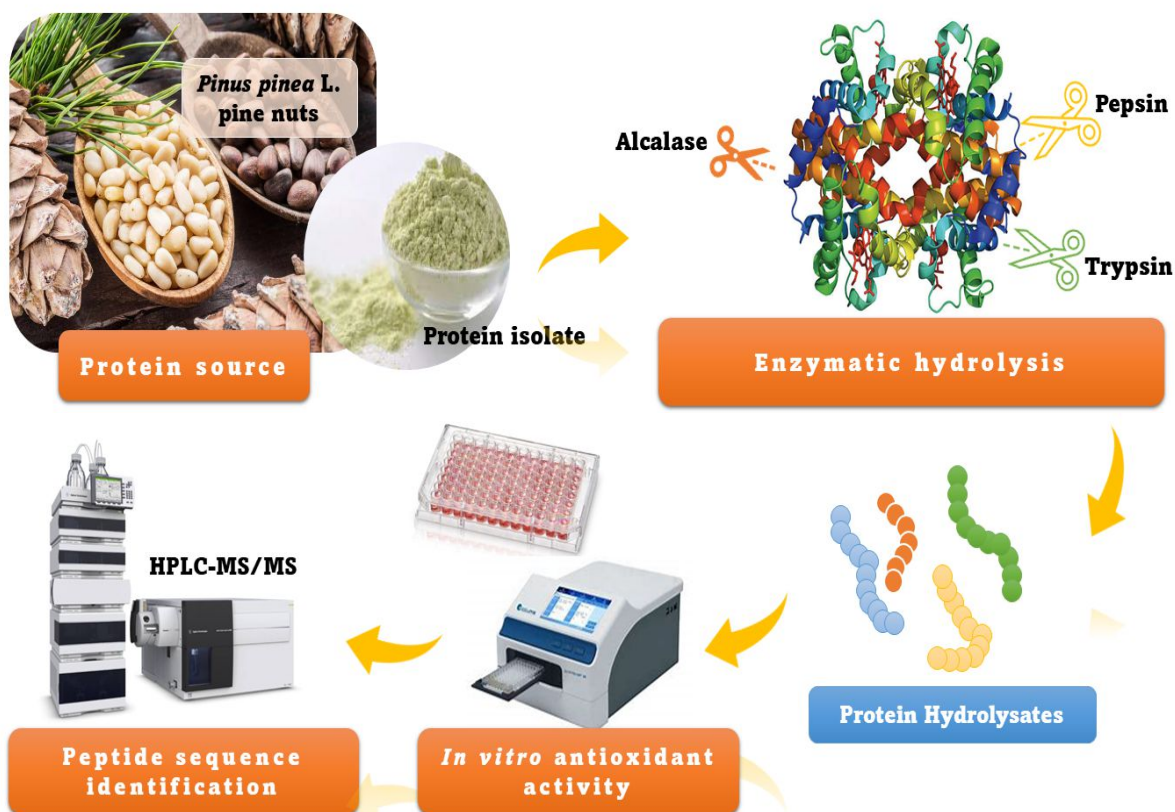 Pinus pinea L.
pine nuts
Protein isolate
Protein source
Alcalase
Pepsin
Trypsin
Enzymatic hydrolysis
Protein Hydrolysates
In vitro antioxidant
activity
HPLC-MS/MS
Peptide sequence
identification